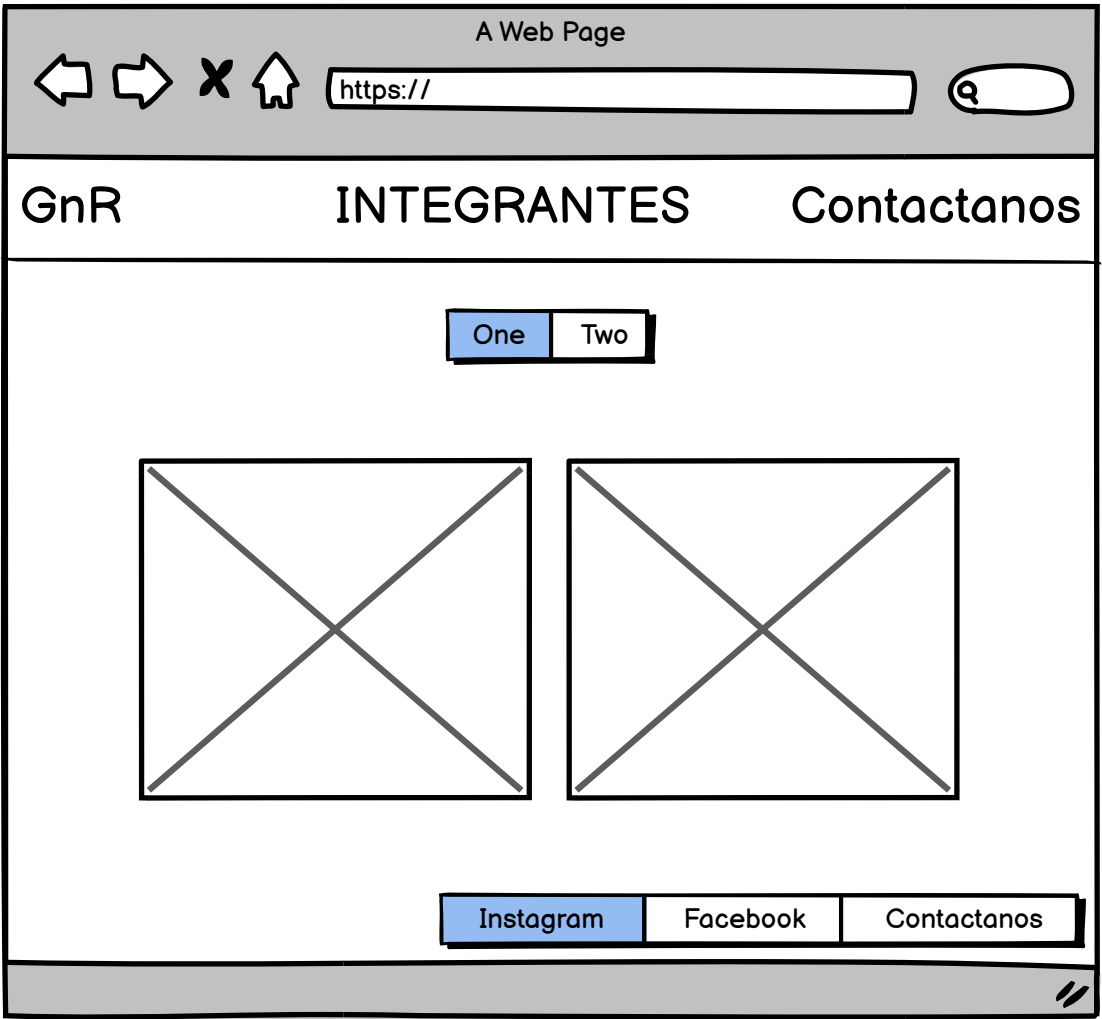 A Web Page
https://
GnR INTEGRANTES Contactanos
One Two
Instagram Facebook Contactanos